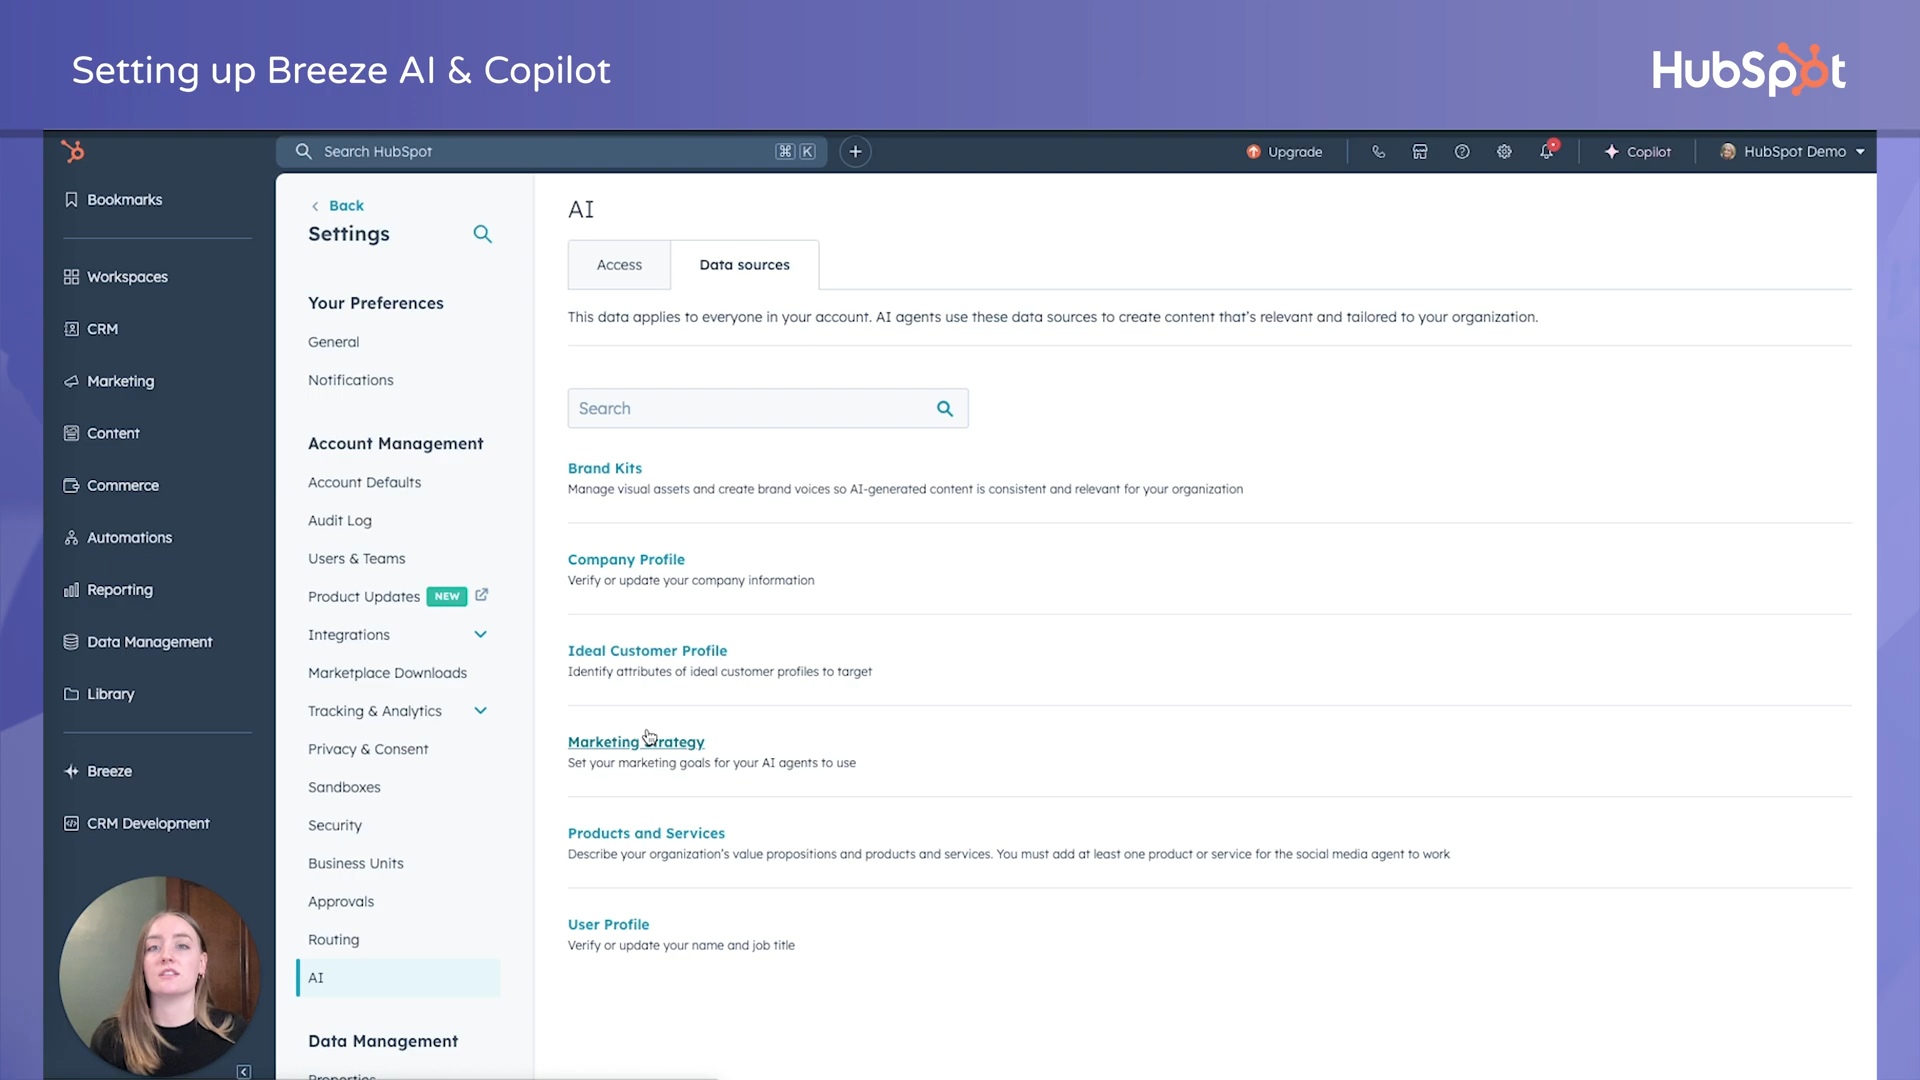 Setting up Breeze AI & Copilot
HubSpot
Search HubSpot
⌘ K
Upgrade
Copilot
HubSpot Demo
Bookmarks
Workspaces
CRM
Marketing
Content
Commerce
Automations
Reporting
Data Management
Library
Breeze
CRM Development
Back
Settings
Your Preferences
General
Notifications
Account Management
Account Defaults
Audit Log
Users & Teams
Product Updates NEW
Integrations
Marketplace Downloads
Tracking & Analytics
Privacy & Consent
Sandboxes
Security
Business Units
Approvals
Routing
AI
Data Management
Properties
AI
Access
Data sources
This data applies to everyone in your account. AI agents use these data sources to create content that's relevant and tailored to your organization.
Search
Brand Kits
Manage visual assets and create brand voices so AI-generated content is consistent and relevant for your organization
Company Profile
Verify or update your company information
Ideal Customer Profile
Identify attributes of ideal customer profiles to target
Marketing Strategy
Set your marketing goals for your AI agents to use
Products and Services
Describe your organization's value propositions and products and services. You must add at least one product or service for the social media agent to work
User Profile
Verify or update your name and job title